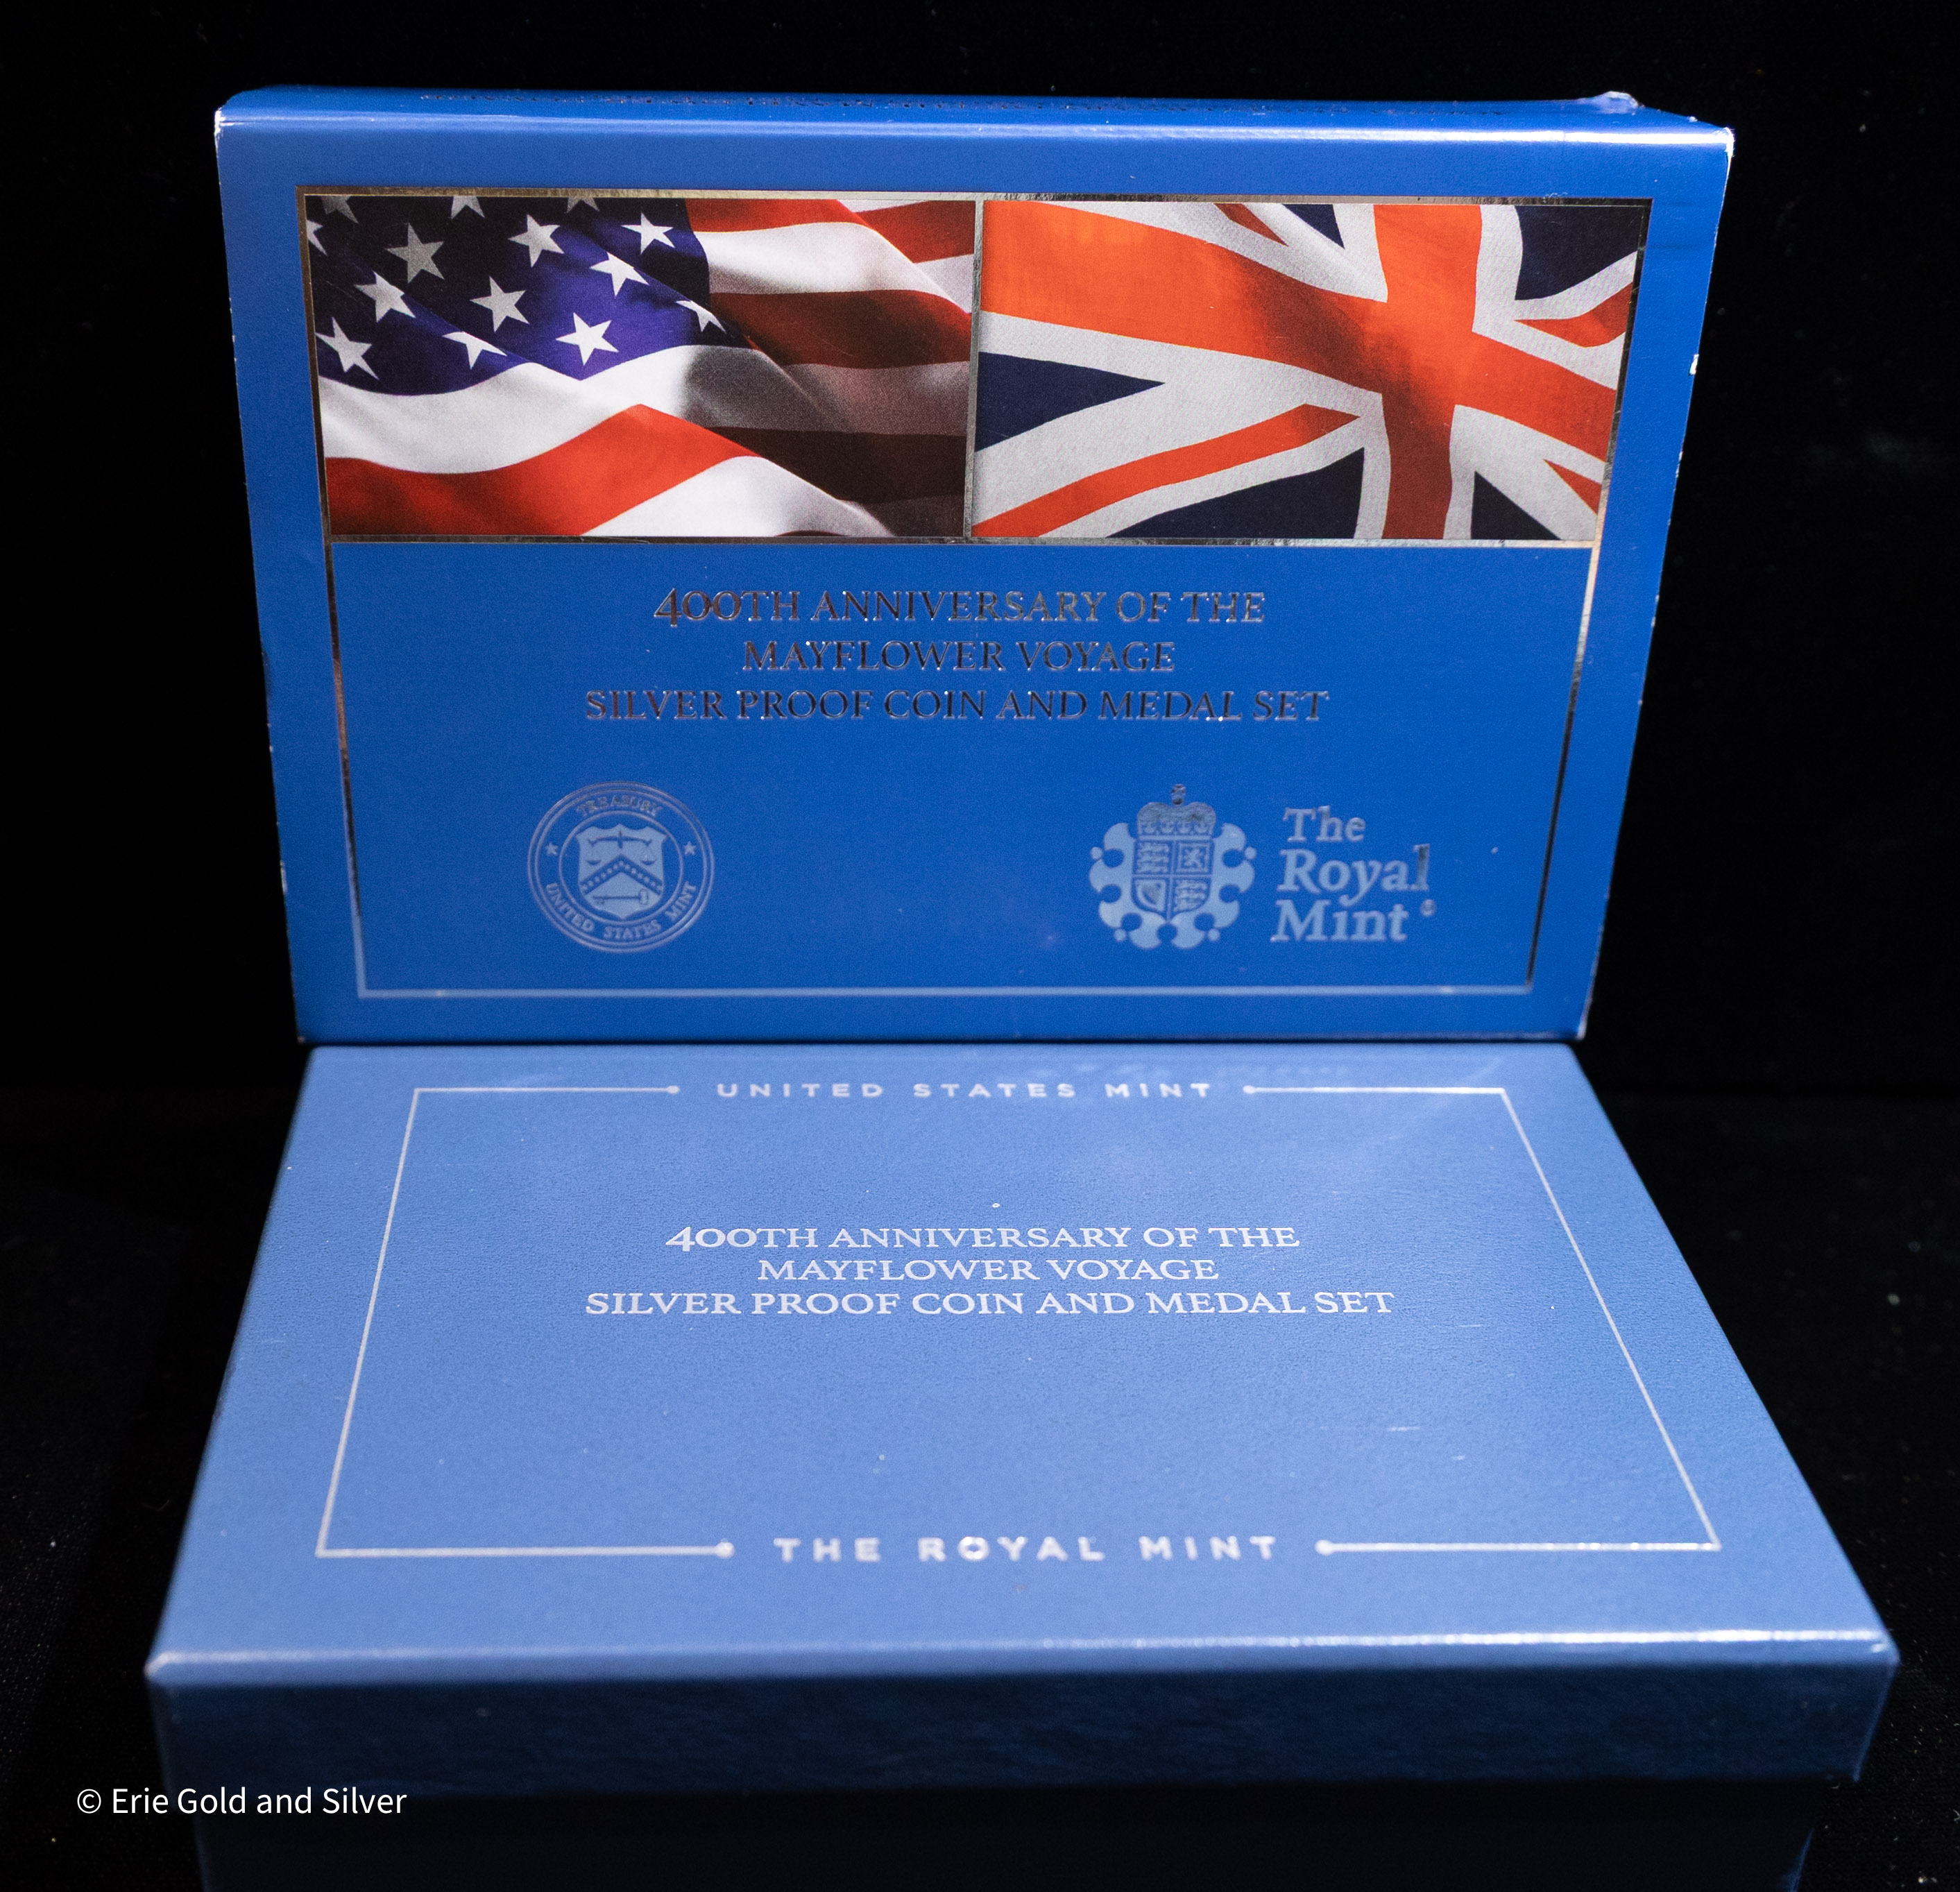 400TH ANNIVERSARY OF THE
MAYFLOWER VOYAGE
SILVER PROOF COIN AND MEDAL SET
TREASURY
UNITED STATES MINT
The
Royal
Mint
UNITED STATES MINT
400TH ANNIVERSARY OF THE
MAYFLOWER VOYAGE
SILVER PROOF COIN AND MEDAL SET
THE ROYAL MINT
© Erie Gold and Silver